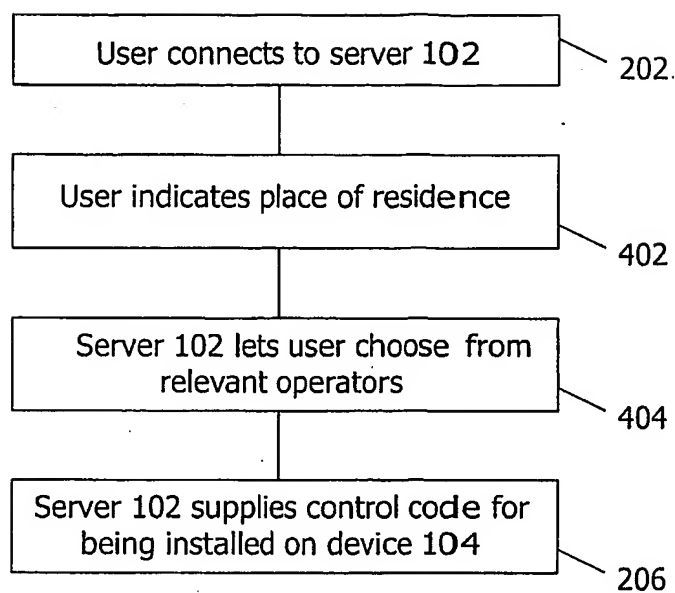 User connects to server 102
202
User indicates place of residence
402
Server 102 lets user choose from
relevant operators
404
Server 102 supplies control code for
being installed on device 104
206